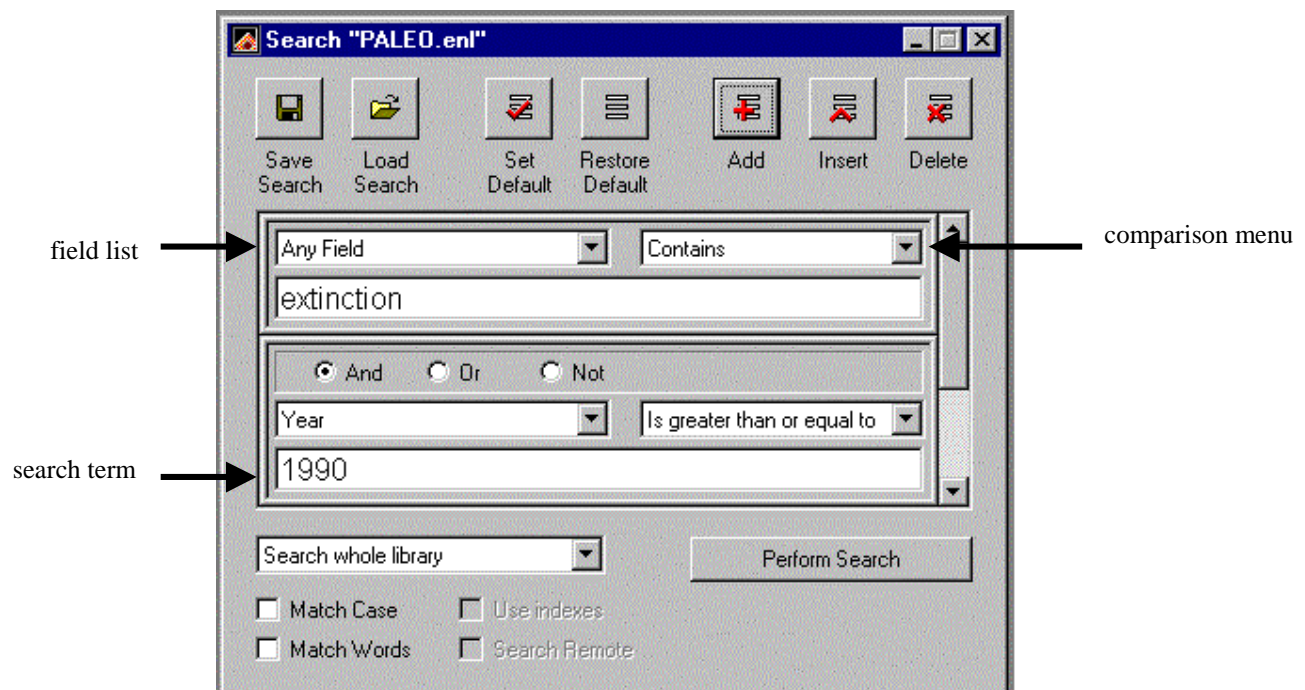 Search "PALEO.enl"
Save Search
Load Search
Set Default
Restore Default
Add
Insert
Delete
field list
Any Field
Contains
comparison menu
extinction
And
Or
Not
Year
Is greater than or equal to
search term
1990
Search whole library
Perform Search
Match Case
Use indexes
Match Words
Search Remote